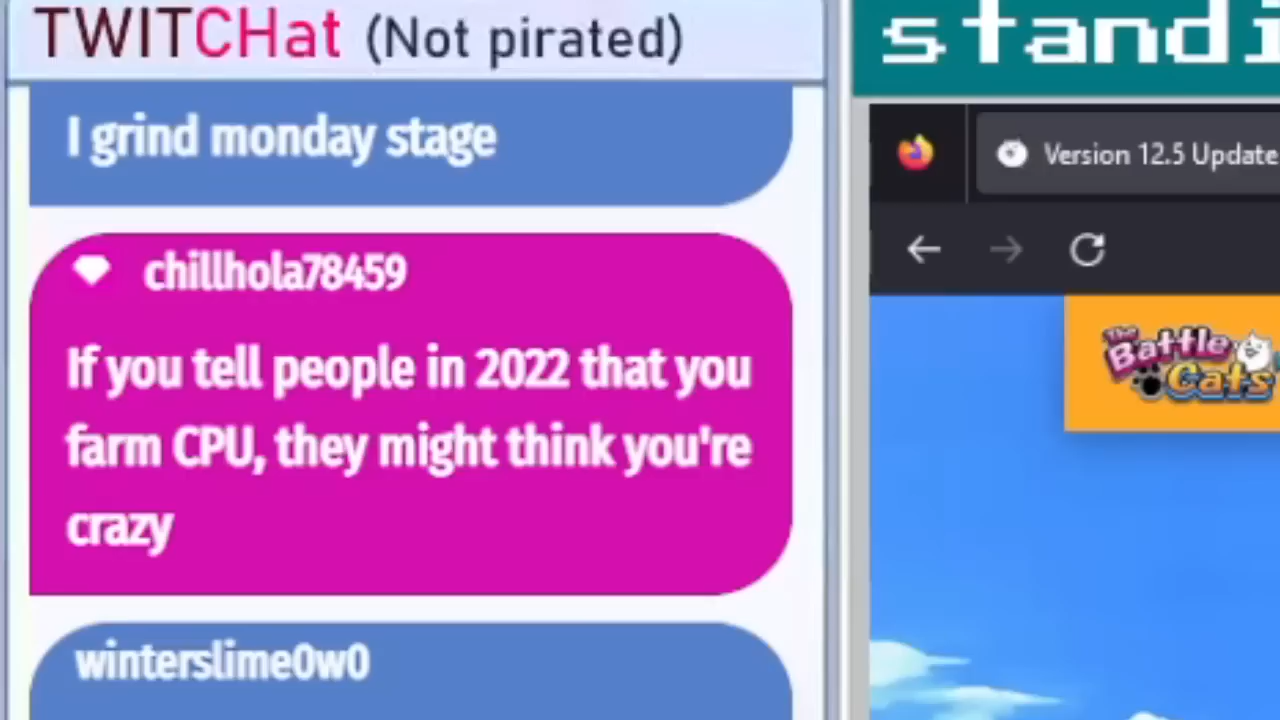 TWITCHat (Not pirated)
I grind monday stage
chillhola78459
If you tell people in 2022 that you
farm CPU, they might think you're
crazy
winterslime0w0
standi
Version 12.5 Update
The
Battle
Cats